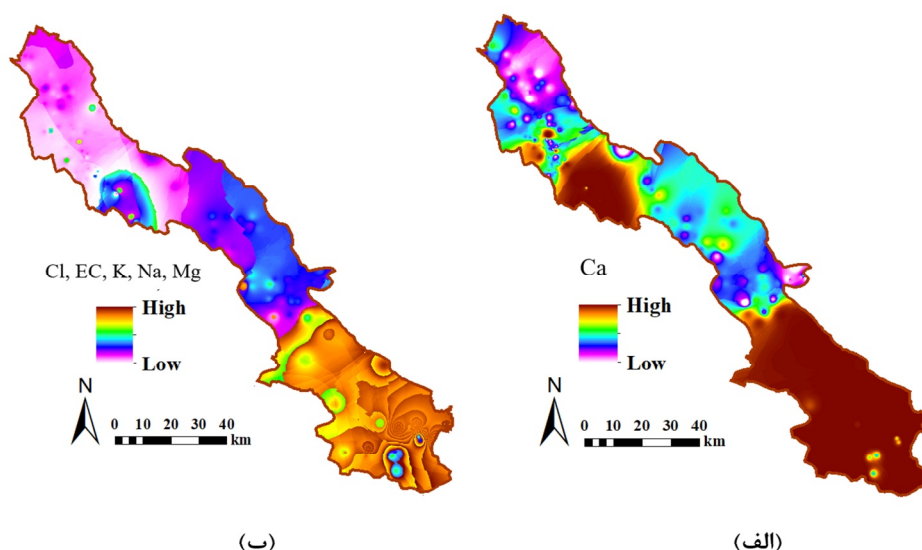 Cl, EC, K, Na, Mg
High
Low
N
0 10 20 30 40
km
(ب)
Ca
High
Low
N
0 10 20 30 40
km
(الف)